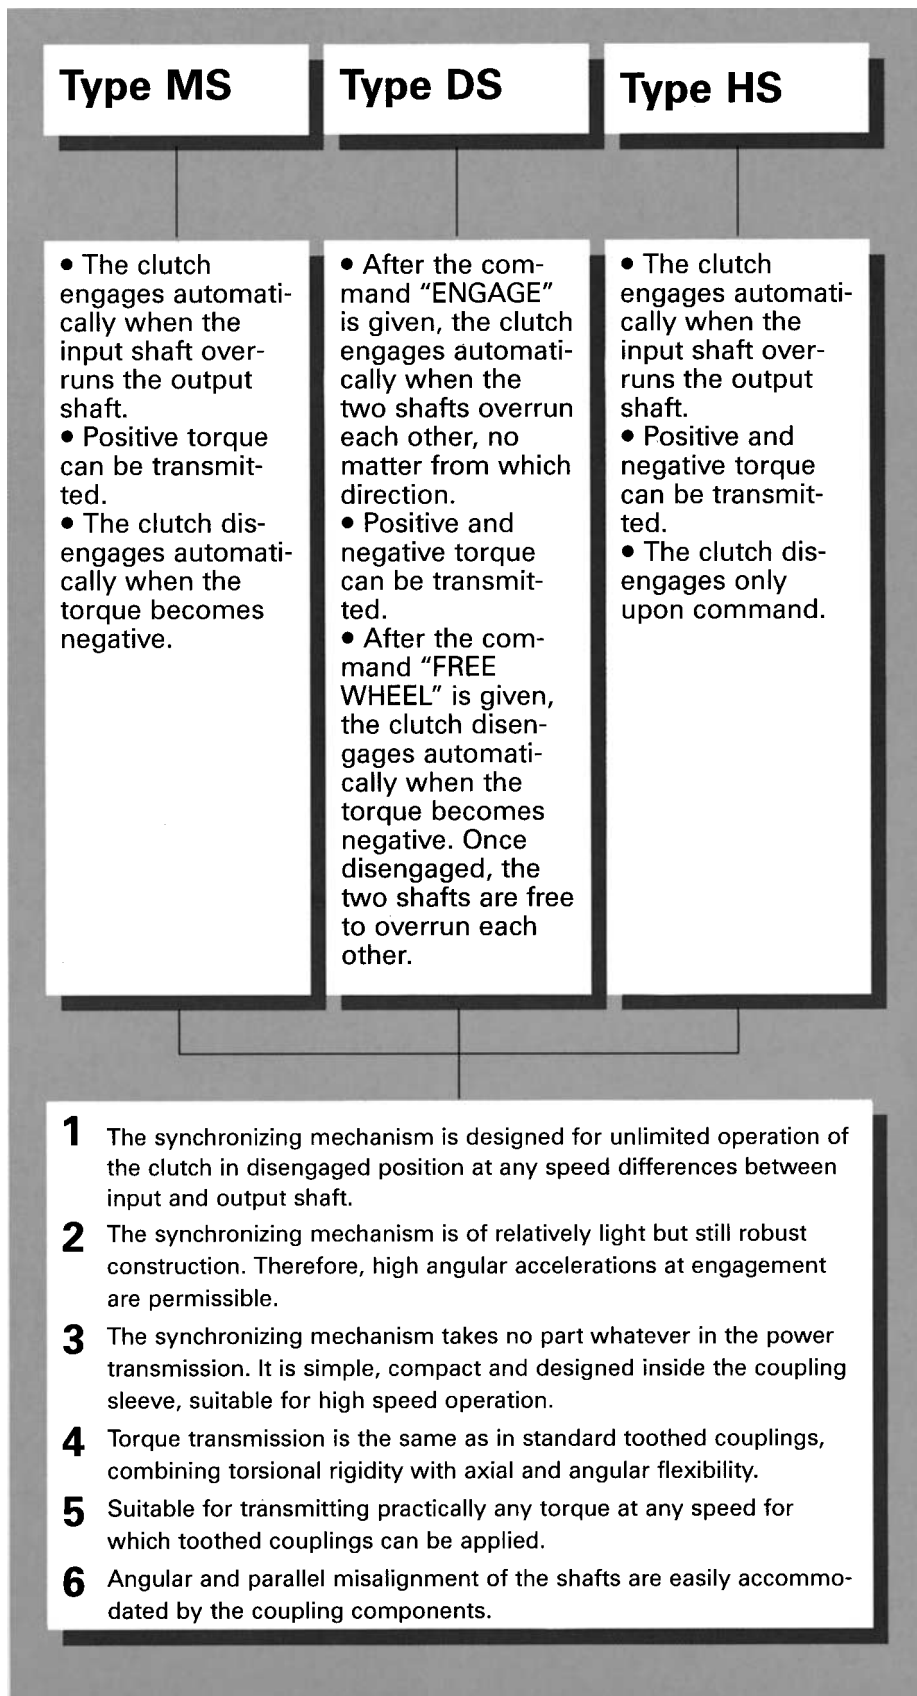 Type MS
• The clutch
engages automati-
cally when the
input shaft over-
runs the output
shaft.
• Positive torque
can be transmit-
ted.
• The clutch dis-
engages automati-
cally when the
torque becomes
negative.
Type DS
• After the com-
mand "ENGAGE"
is given, the clutch
engages automati-
cally when the
two shafts overrun
each other, no
matter from which
direction.
• Positive and
negative torque
can be transmit-
ted.
• After the com-
mand "FREE
WHEEL" is given,
the clutch disen-
gages automati-
cally when the
torque becomes
negative. Once
disengaged, the
two shafts are free
to overrun each
other.
Type HS
• The clutch
engages automati-
cally when the
input shaft over-
runs the output
shaft.
• Positive and
negative torque
can be transmit-
ted.
• The clutch dis-
engages only
upon command.
1 The synchronizing mechanism is designed for unlimited operation of
the clutch in disengaged position at any speed differences between
input and output shaft.
2 The synchronizing mechanism is of relatively light but still robust
construction. Therefore, high angular accelerations at engagement
are permissible.
3 The synchronizing mechanism takes no part whatever in the power
transmission. It is simple, compact and designed inside the coupling
sleeve, suitable for high speed operation.
4 Torque transmission is the same as in standard toothed couplings,
combining torsional rigidity with axial and angular flexibility.
5 Suitable for transmitting practically any torque at any speed for
which toothed couplings can be applied.
6 Angular and parallel misalignment of the shafts are easily accommo-
dated by the coupling components.